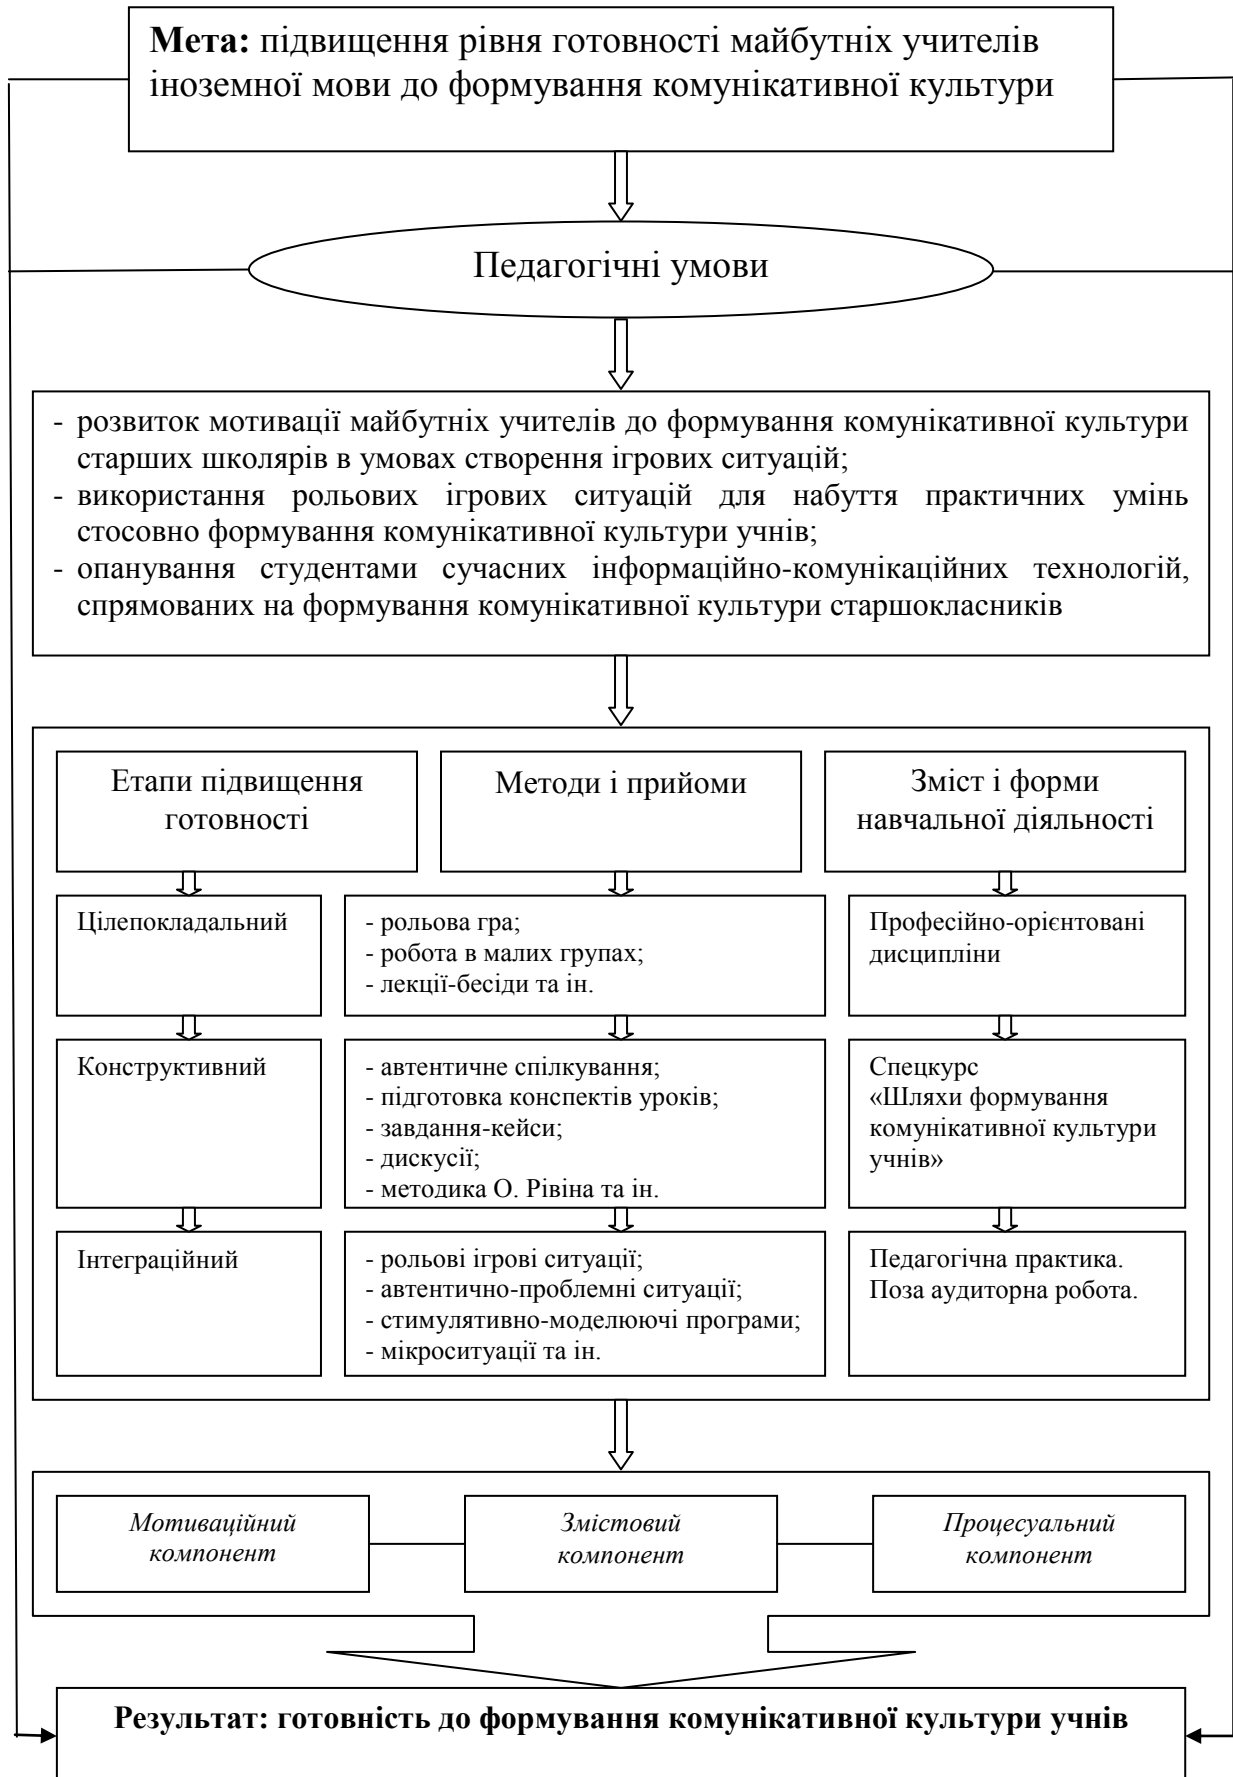 Мета: підвищення рівня готовності майбутніх учителів
іноземної мови до формування комунікативної культури
Педагогічні умови
- розвиток мотивації майбутніх учителів до формування комунікативної культури
старших школярів в умовах створення ігрових ситуацій;
- використання рольових ігрових ситуацій для набуття практичних умінь
стосовно формування комунікативної культури учнів;
- опанування студентами сучасних інформаційно-комунікаційних технологій,
спрямованих на формування комунікативної культури старшокласників
Етапи підвищення
готовності
Методи і прийоми
Зміст і форми
навчальної діяльності
Цілепокладальний
- рольова гра;
- робота в малих групах;
- лекції-бесіди та ін.
Професійно-орієнтовані
дисципліни
Конструктивний
- автентичне спілкування;
- підготовка конспектів уроків;
- завдання-кейси;
- дискусії;
- методика О. Рівіна та ін.
Спецкурс
«Шляхи формування
комунікативної культури
учнів»
Інтеграційний
- рольові ігрові ситуації;
- автентично-проблемні ситуації;
- стимулятивно-моделюючі програми;
- мікроситуації та ін.
Педагогічна практика.
Поза аудиторна робота.
Мотиваційний
компонент
Змістовий
компонент
Процесуальний
компонент
Результат: готовність до формування комунікативної культури учнів